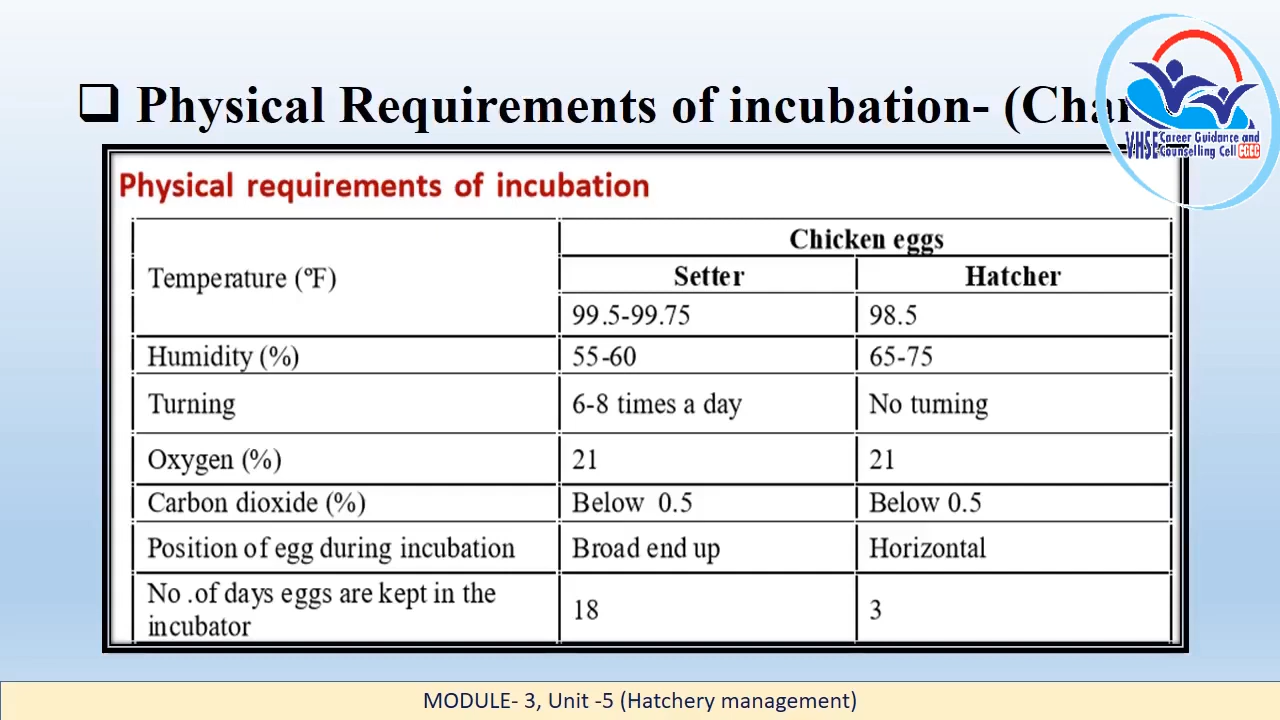 ❑ Physical Requirements of incubation- (Char
VHSE Career Guidance and
Counselling Cell CGCC
Physical requirements of incubation
Temperature (ºF)
Chicken eggs
Setter Hatcher
99.5-99.75 98.5
Humidity (%) 55-60 65-75
Turning 6-8 times a day No turning
Oxygen (%) 21 21
Carbon dioxide (%) Below 0.5 Below 0.5
Position of egg during incubation Broad end up Horizontal
No .of days eggs are kept in the
incubator 18 3
MODULE- 3, Unit -5 (Hatchery management)